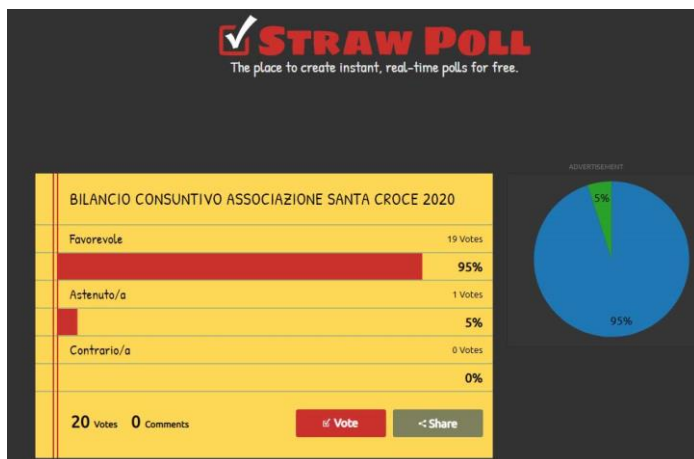 STRAW POLL
The place to create instant, real-time polls for free.
ADVERTISEMENT
BILANCIO CONSUNTIVO ASSOCIAZIONE SANTA CROCE 2020
Favorevole 19 Votes
95%
Astenuto/a 1 Votes
5%
Contrario/a 0 Votes
0%
20 Votes 0 Comments Vote Share
5%
95%